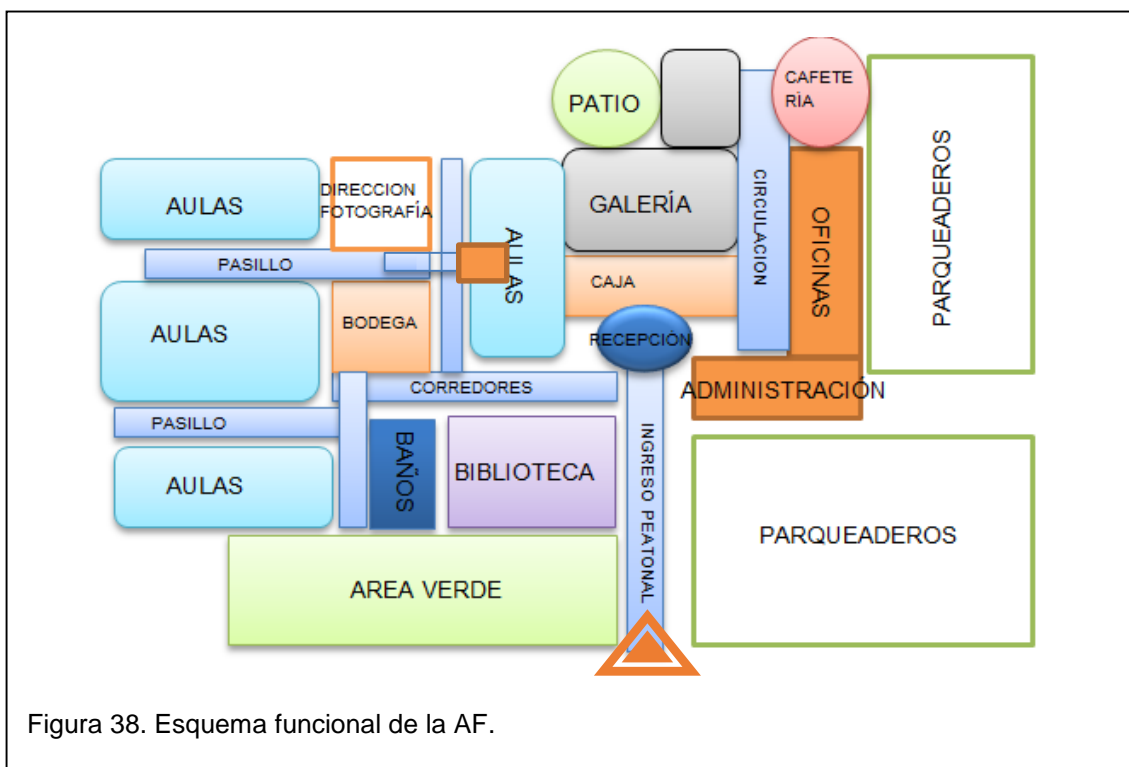 PATIO
CAFETE
RÌA
AULAS
DIRECCION
FOTOGRAFÍA
AULAS
GALERÍA
CIRCULACION
OFICINAS
PARQUEADEROS
PASILLO
CAJA
AULAS
BODEGA
RECEPCIÓN
CORREDORES
ADMINISTRACIÓN
PASILLO
AULAS
BAÑOS
BIBLIOTECA
INGRESO PEATONAL
PARQUEADEROS
AREA VERDE
Figura 38. Esquema funcional de la AF.